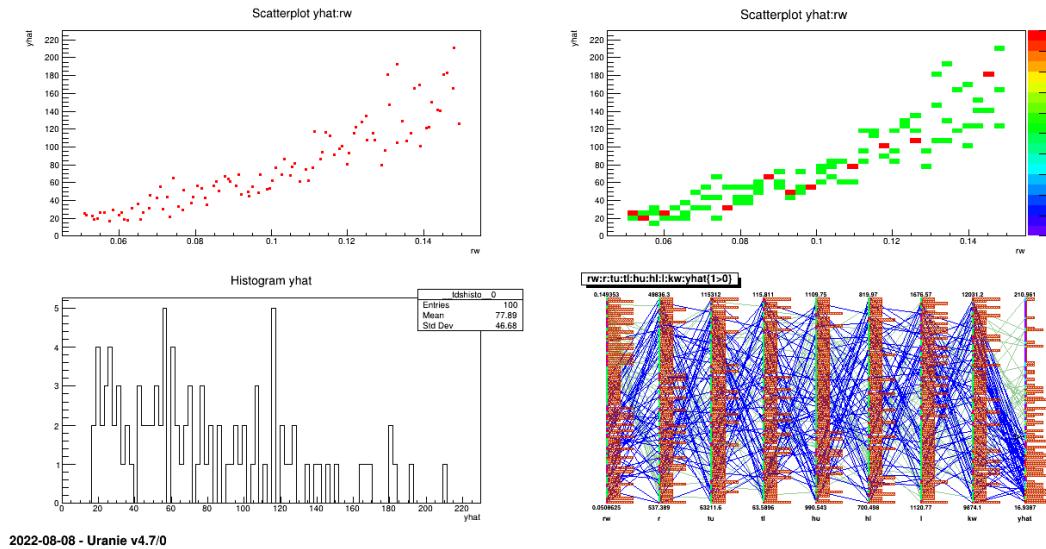 Scatterplot yhat:rw
yhat
220
200
180
160
140
120
100
80
60
40
20
0
0.06
0.08
0.1
0.12
0.14
rw
Scatterplot yhat:rw
yhat
220
200
180
160
140
120
100
80
60
40
20
0
0.06
0.08
0.1
0.12
0.14
rw
Histogram yhat
__tdshisto__0
Entries 100
Mean 77.89
Std Dev 46.68
5
4
3
2
1
0
0 20 40 60 80 100 120 140 160 180 200 220
yhat
rw:r:tu:tl:hu:hl:l:kw:yhat{1>0}
0.149353 49836.3 115312 115.811 1109.75 819.97 1676.57 12031.2 210.961
0.0508625 537.389 63211.6 63.5896 990.543 700.498 1120.77 9874.1 16.9387
rw r tu tl hu hl l kw yhat
2022-08-08 - Uranie v4.7/0